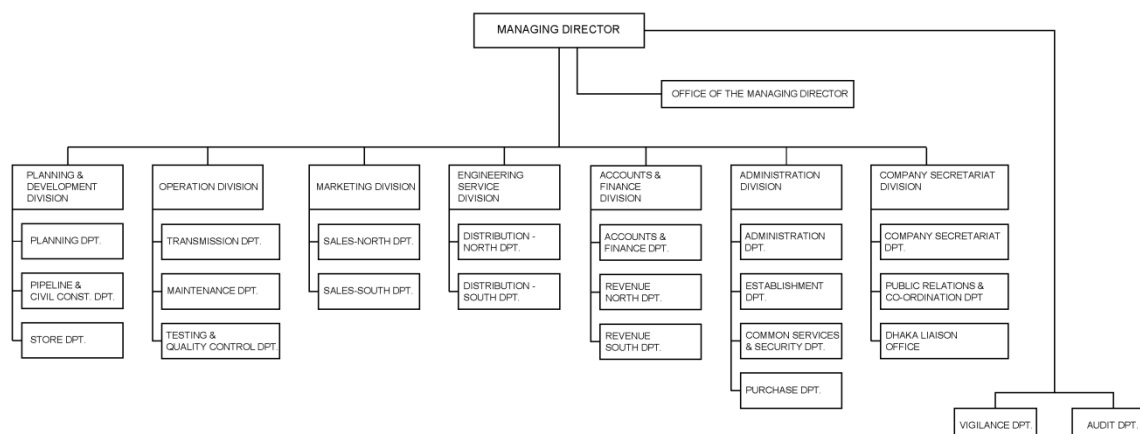 MANAGING DIRECTOR
OFFICE OF THE MANAGING DIRECTOR
PLANNING &
DEVELOPMENT
DIVISION
OPERATION DIVISION
MARKETING DIVISION
ENGINEERING
SERVICE
DIVISION
ACCOUNTS &
FINANCE
DIVISION
ADMINISTRATION
DIVISION
COMPANY SECRETARIAT
DIVISION
PLANNING DPT.
PIPELINE &
CIVIL CONST. DPT.
STORE DPT.
TRANSMISSION DPT.
MAINTENANCE DPT.
TESTING &
QUALITY CONTROL DPT.
SALES-NORTH DPT.
SALES-SOUTH DPT.
DISTRIBUTION -
NORTH DPT.
DISTRIBUTION -
SOUTH DPT.
ACCOUNTS &
FINANCE DPT.
REVENUE
NORTH DPT.
REVENUE
SOUTH DPT.
ADMINISTRATION
DPT.
ESTABLISHMENT
DPT.
COMMON SERVICES
& SECURITY DPT.
PURCHASE DPT.
COMPANY SECRETARIAT
DPT.
PUBLIC RELATIONS &
CO-ORDINATION DPT
DHAKA LIAISON
OFFICE
VIGILANCE DPT.
AUDIT DPT.